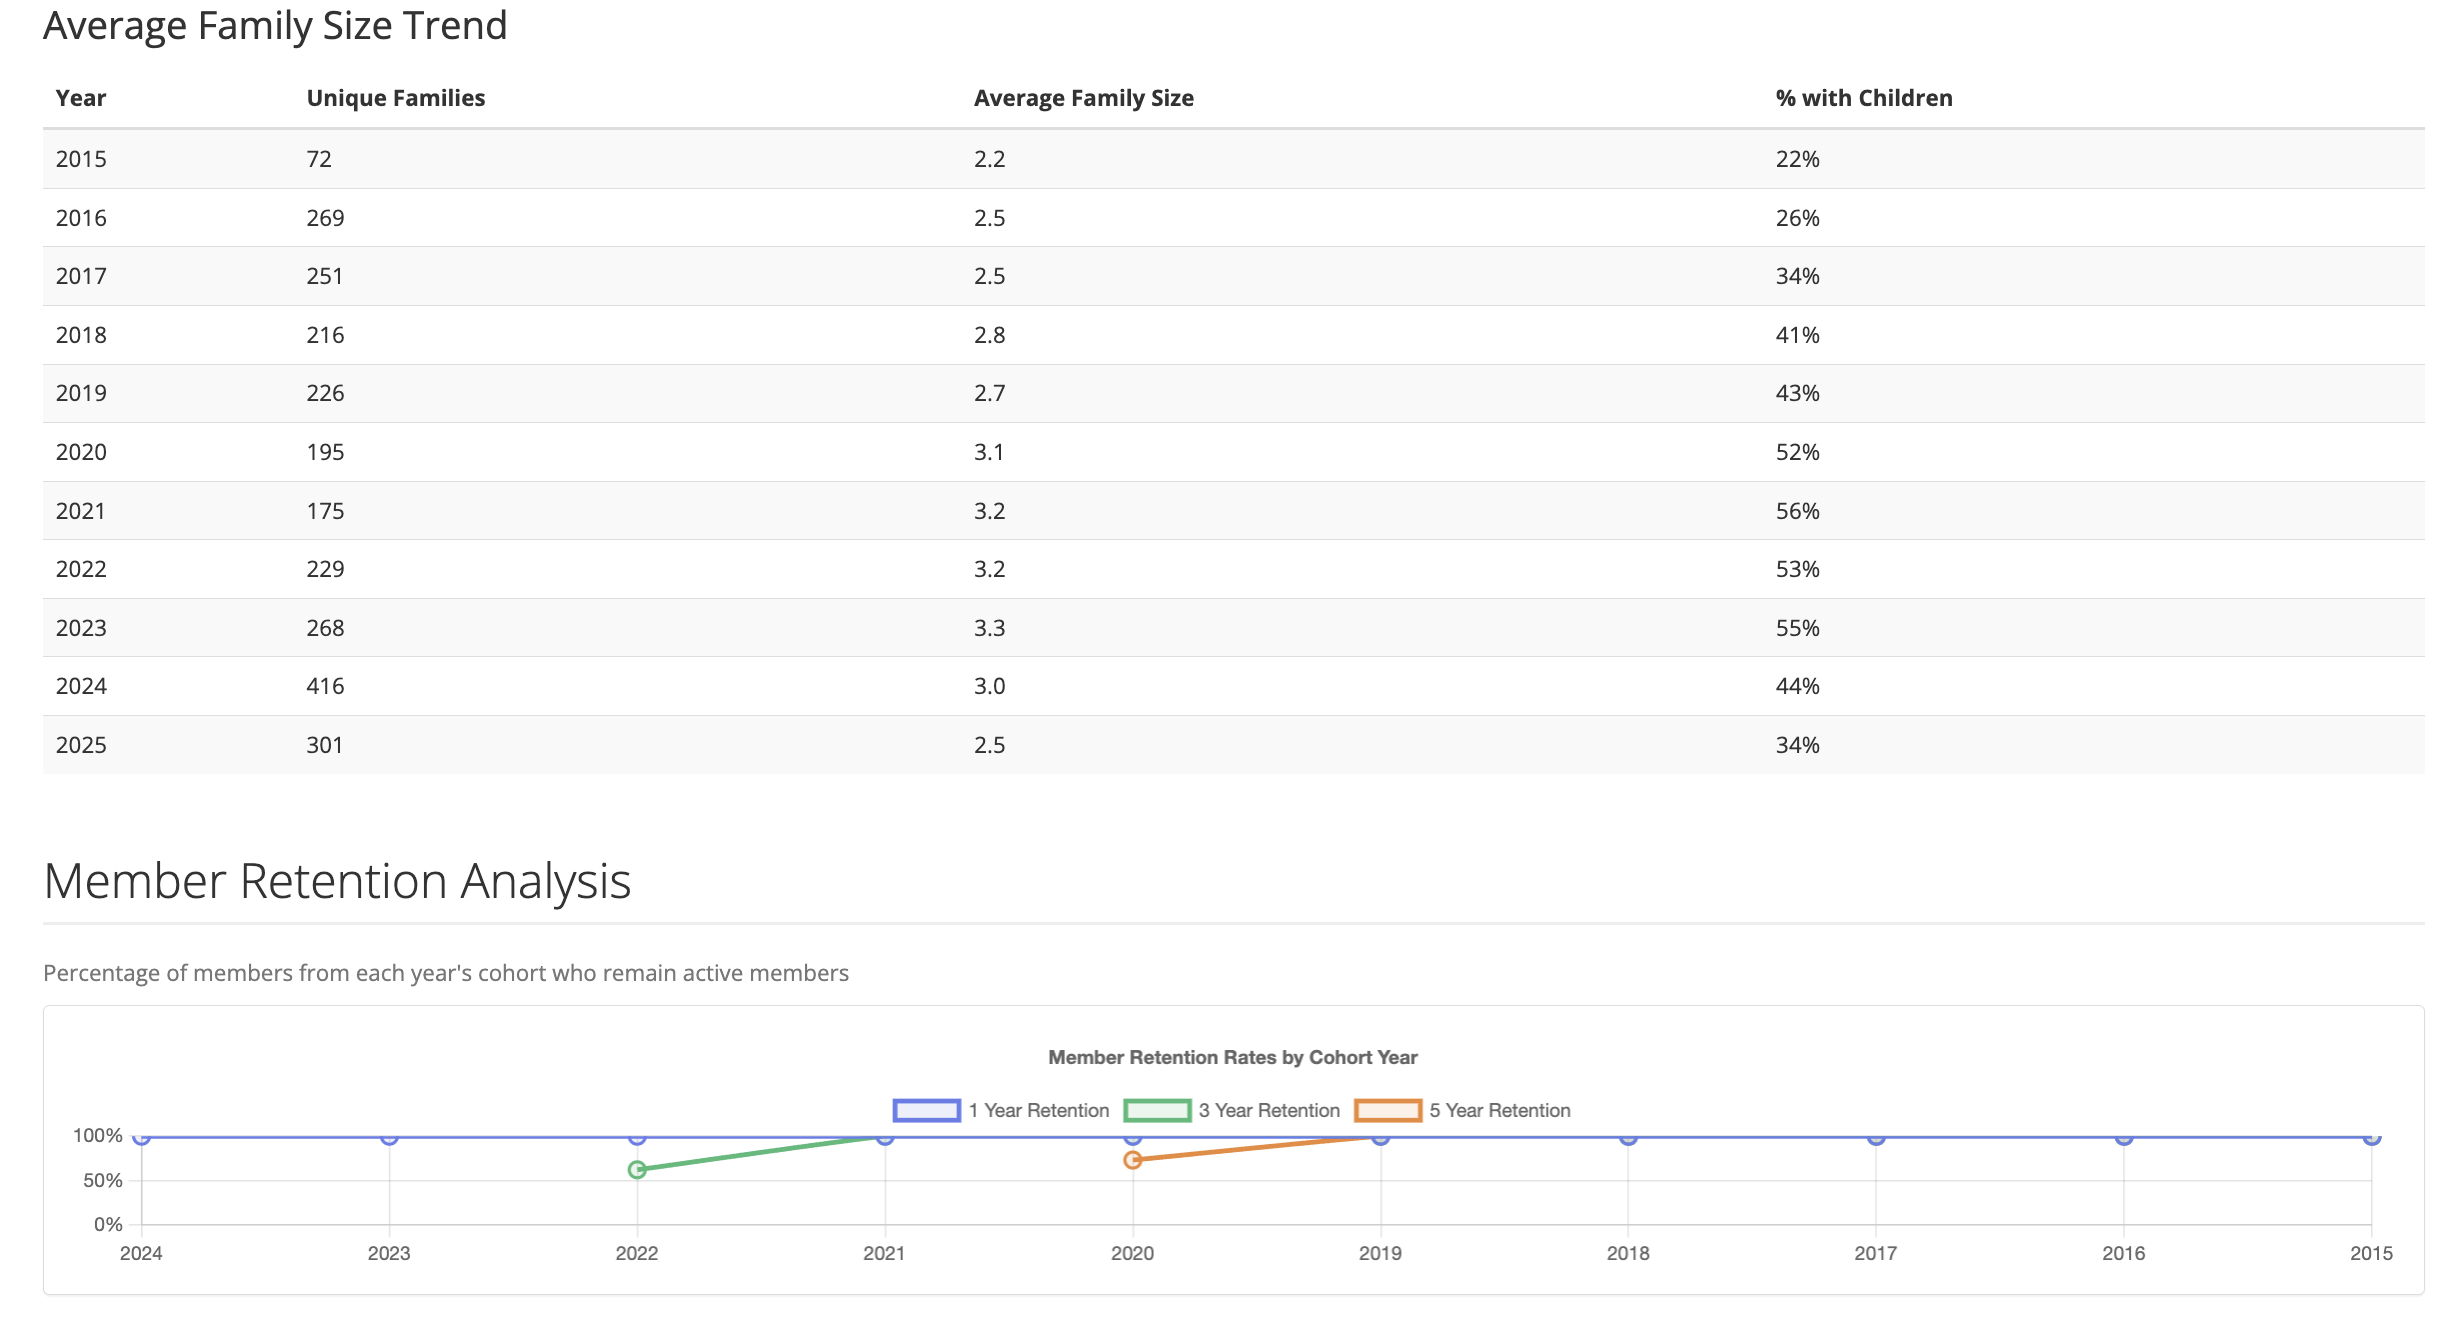 Average Family Size Trend
Year Unique Families Average Family Size % with Children
2015 72 2.2 22%
2016 269 2.5 26%
2017 251 2.5 34%
2018 216 2.8 41%
2019 226 2.7 43%
2020 195 3.1 52%
2021 175 3.2 56%
2022 229 3.2 53%
2023 268 3.3 55%
2024 416 3.0 44%
2025 301 2.5 34%
Member Retention Analysis
Percentage of members from each year's cohort who remain active members
Member Retention Rates by Cohort Year
1 Year Retention 3 Year Retention 5 Year Retention
100%
50%
0%
2024 2023 2022 2021 2020 2019 2018 2017 2016 2015